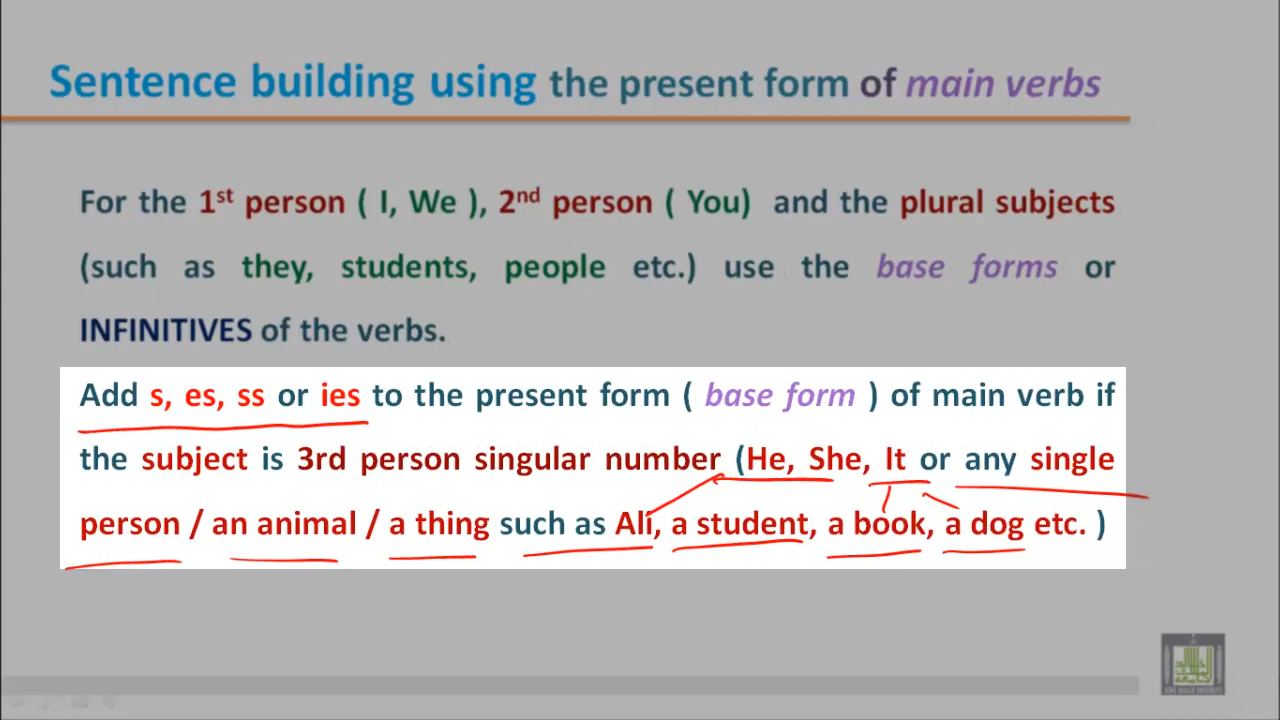 Sentence building using the present form of main verbs
For the 1st person ( I, We ), 2nd person ( You) and the plural subjects
(such as they, students, people etc.) use the base forms or
INFINITIVES of the verbs.
Add s, es, ss or ies to the present form ( base form ) of main verb if
the subject is 3rd person singular number (He, She, It or any single
person / an animal / a thing such as Ali, a student, a book, a dog etc. )